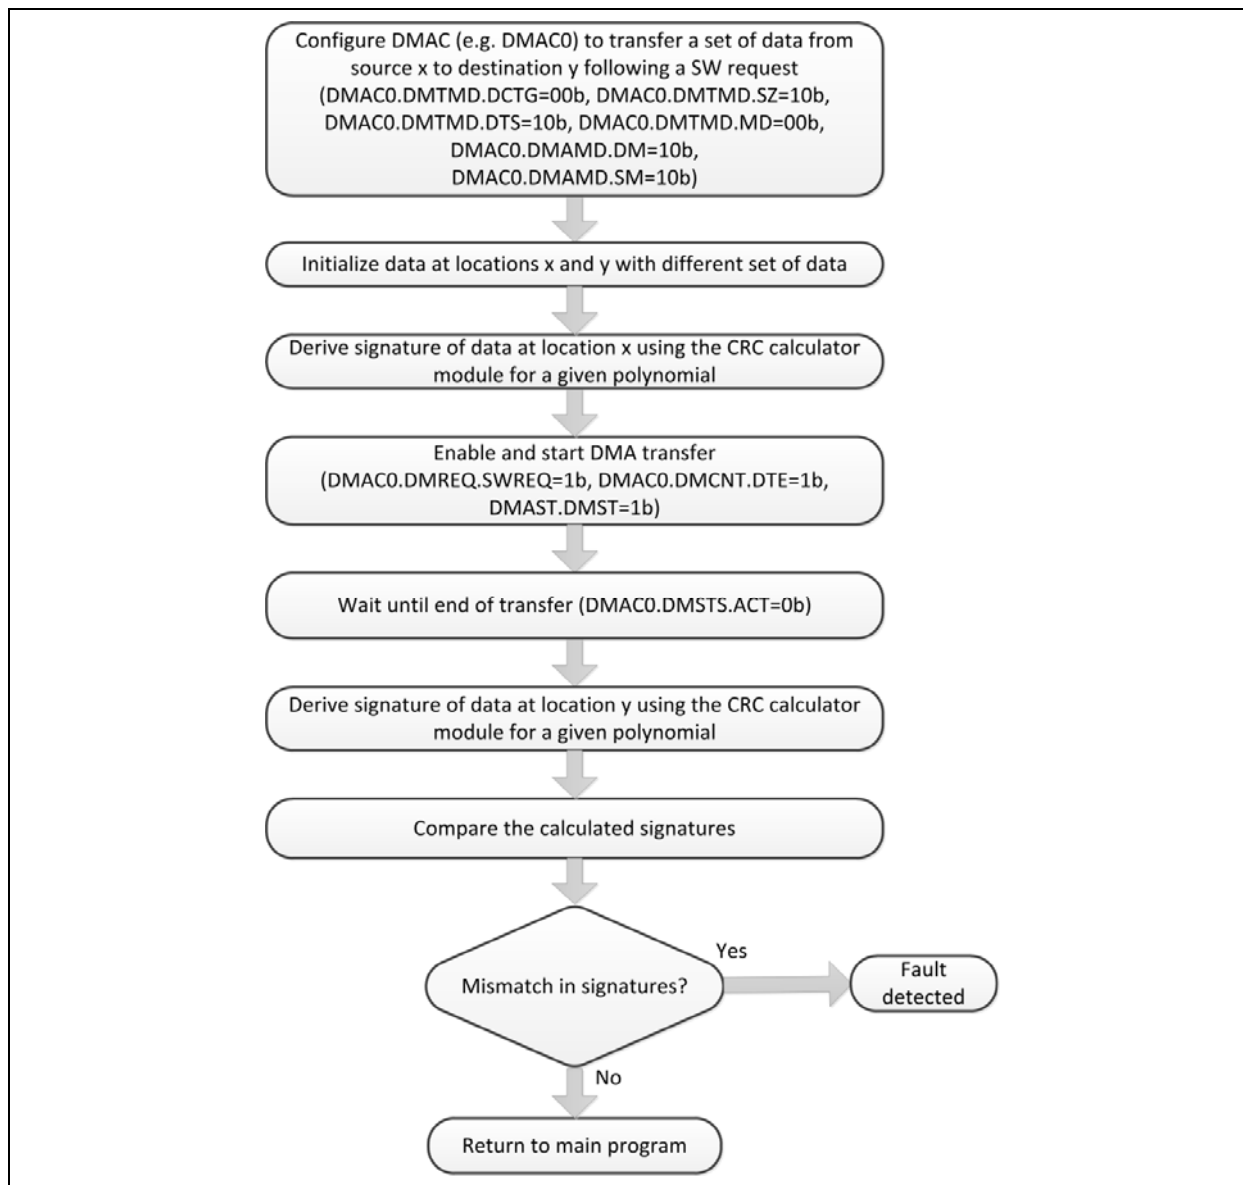 Configure DMAC (e.g. DMAC0) to transfer a set of data from
source x to destination y following a SW request
(DMAC0.DMTMD.DCTG=00b, DMAC0.DMTMD.SZ=10b,
DMAC0.DMTMD.DTS=10b, DMAC0.DMTMD.MD=00b,
DMAC0.DMAMD.DM=10b,
DMAC0.DMAMD.SM=10b)
Initialize data at locations x and y with different set of data
Derive signature of data at location x using the CRC calculator
module for a given polynomial
Enable and start DMA transfer
(DMAC0.DMREQ.SWREQ=1b, DMAC0.DMCNT.DTE=1b,
DMAST.DMST=1b)
Wait until end of transfer (DMAC0.DMSTS.ACT=0b)
Derive signature of data at location y using the CRC calculator
module for a given polynomial
Compare the calculated signatures
Mismatch in signatures?
Yes
Fault
detected
No
Return to main program